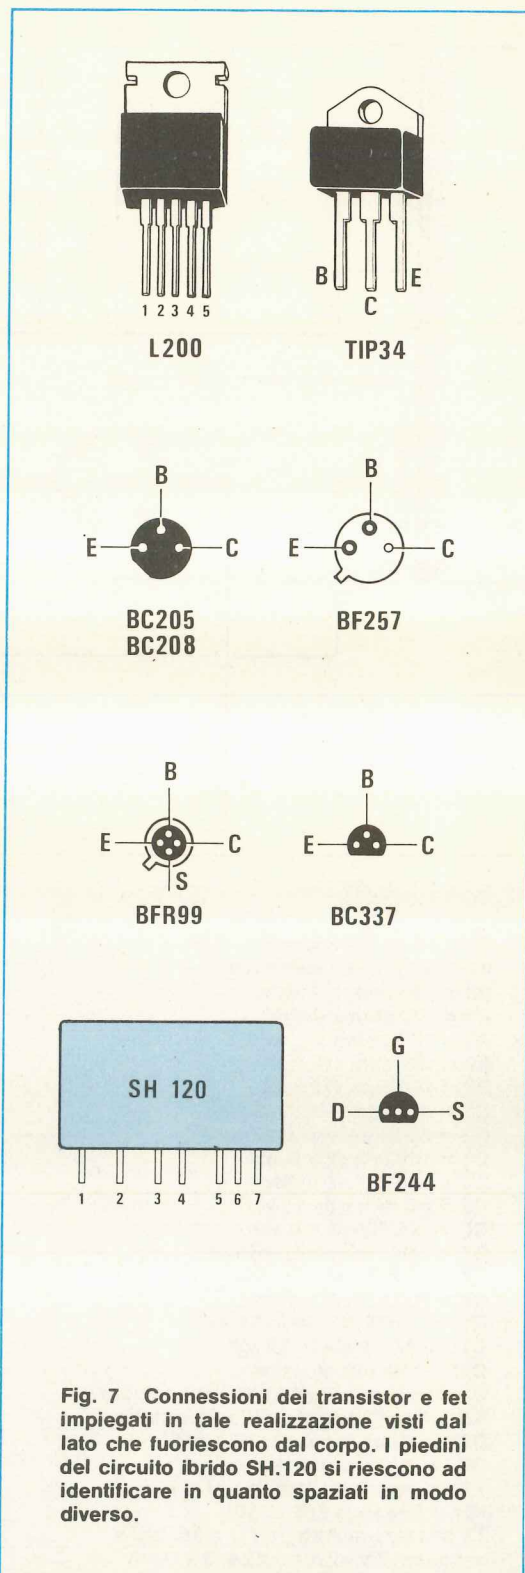 1 2 3 4 5
L200
B
C
E
TIP34
B
E
C
BC205
BC208
B
E
C
BF257
B
E
C
S
BFR99
B
E
C
BC337
SH 120
1 2 3 4 5 6 7
G
D
S
BF244
Fig. 7 Connessioni dei transistor e fet
impiegati in tale realizzazione visti dal
lato che fuoriescono dal corpo. I piedini
del circuito ibrido SH.120 si riescono ad
identificare in quanto spaziati in modo
diverso.